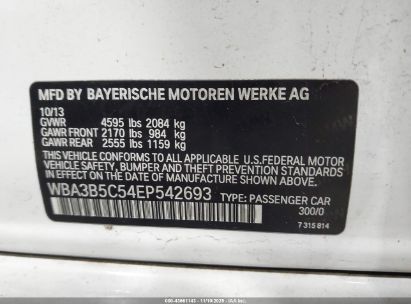 MFD BY BAYERISCHE MOTOREN WERKE AG
10/13
GVWR 4595 lbs 2084 kg
GAWR FRONT 2170 lbs 984 kg
GAWR REAR 2555 lbs 1159 kg
THIS VEHICLE CONFORMS TO ALL APPLICABLE U.S.FEDERAL MOTOR
VEHICLE SAFETY, BUMPER AND THEFT PREVENTION STANDARDS
IN EFFECT ON THE DATE OF MANUFACTURE SHOWN ABOVE.
WBA3B5C54EP542693 TYPE: PASSENGER CAR
300/0
7 315 814